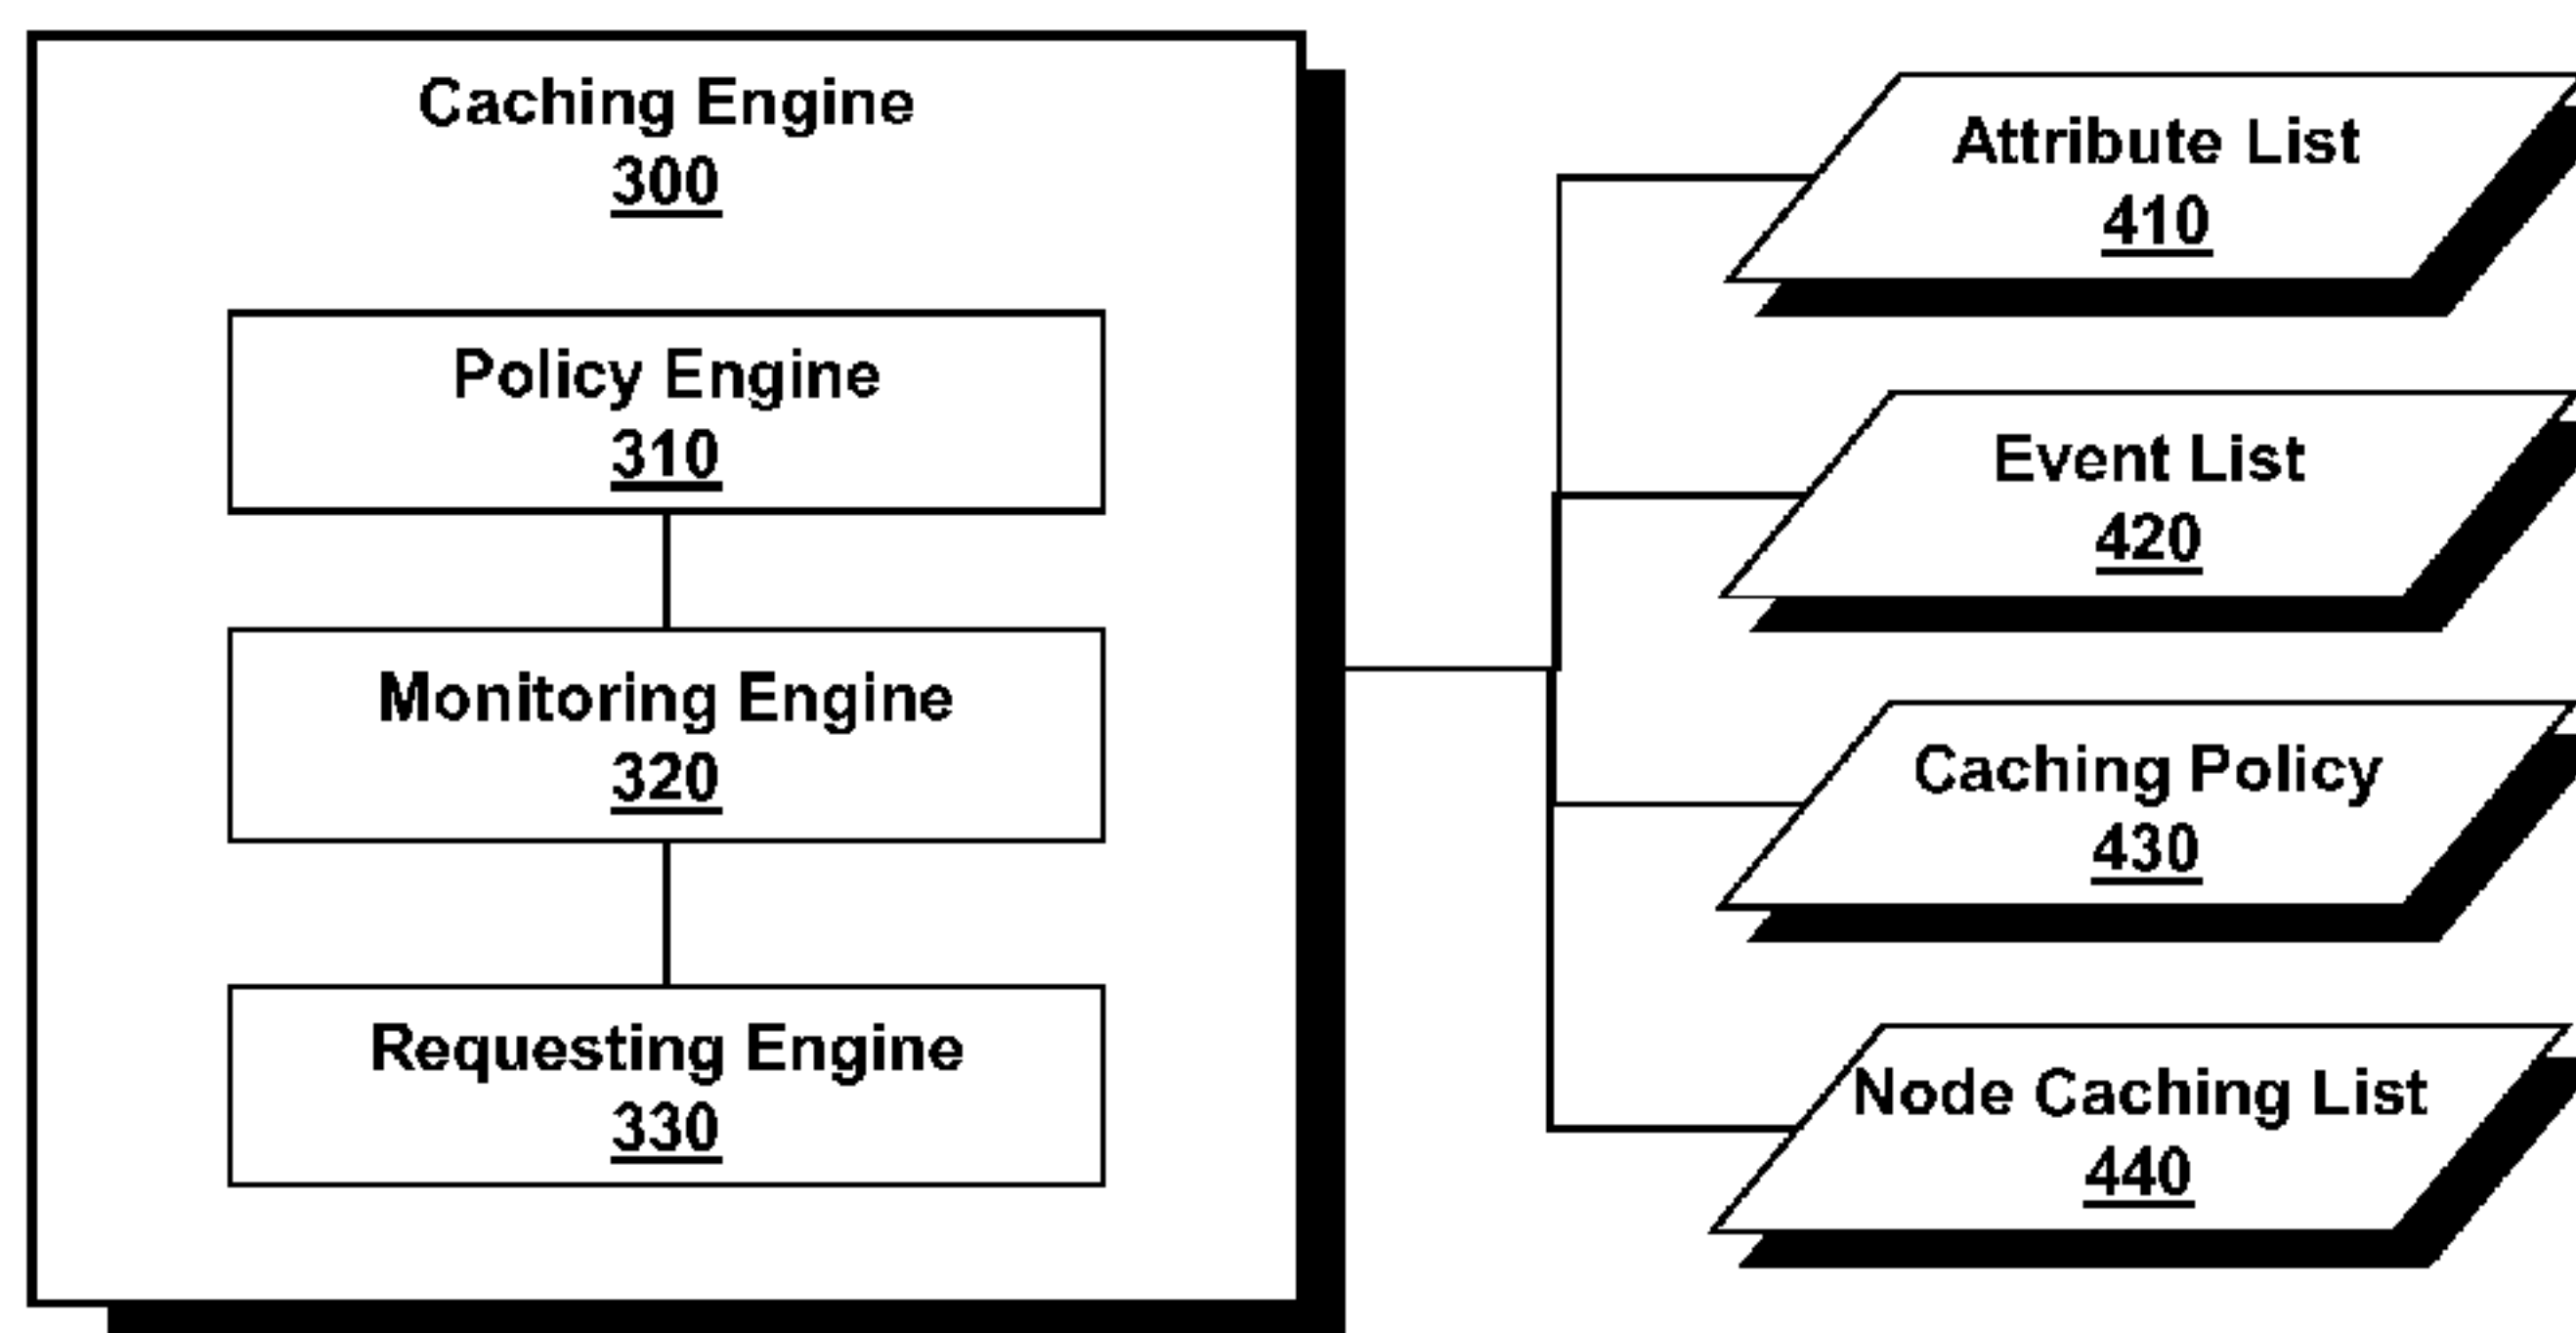 Caching Engine
300
Policy Engine
310
Monitoring Engine
320
Requesting Engine
330
Attribute List
410
Event List
420
Caching Policy
430
Node Caching List
440